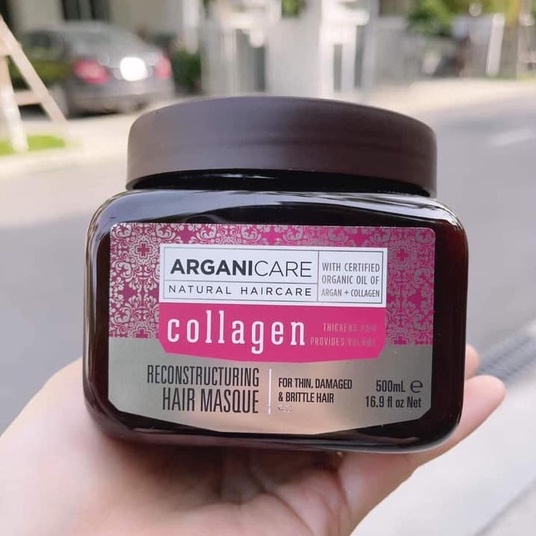 ARGANICARE
NATURAL HAIRCARE
WITH CERTIFIED
ORGANIC OIL OF
ARGAN + COLLAGEN
collagen
THICKENS HAIR
PROVIDES VOLUME
RECONSTRUCTURING
HAIR MASQUE
FOR THIN, DAMAGED
& BRITTLE HAIR
500mL e
16.9 fl oz Net